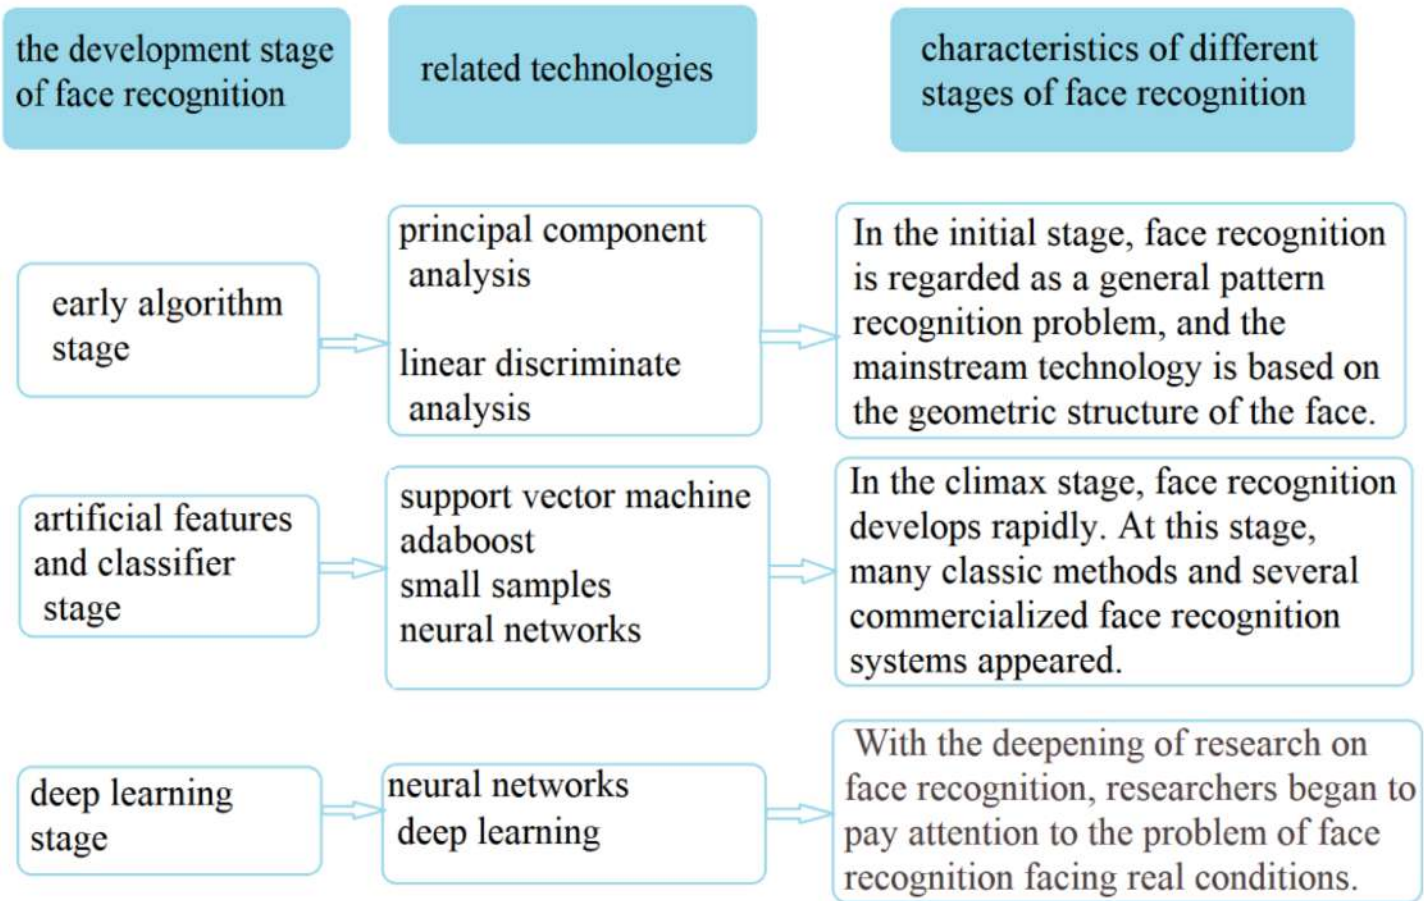 the development stage
of face recognition
related technologies
characteristics of different
stages of face recognition
early algorithm
stage
principal component
analysis
linear discriminate
analysis
In the initial stage, face recognition
is regarded as a general pattern
recognition problem, and the
mainstream technology is based on
the geometric structure of the face.
artificial features
and classifier
stage
support vector machine
adaboost
small samples
neural networks
In the climax stage, face recognition
develops rapidly. At this stage,
many classic methods and several
commercialized face recognition
systems appeared.
deep learning
stage
neural networks
deep learning
With the deepening of research on
face recognition, researchers began to
pay attention to the problem of face
recognition facing real conditions.